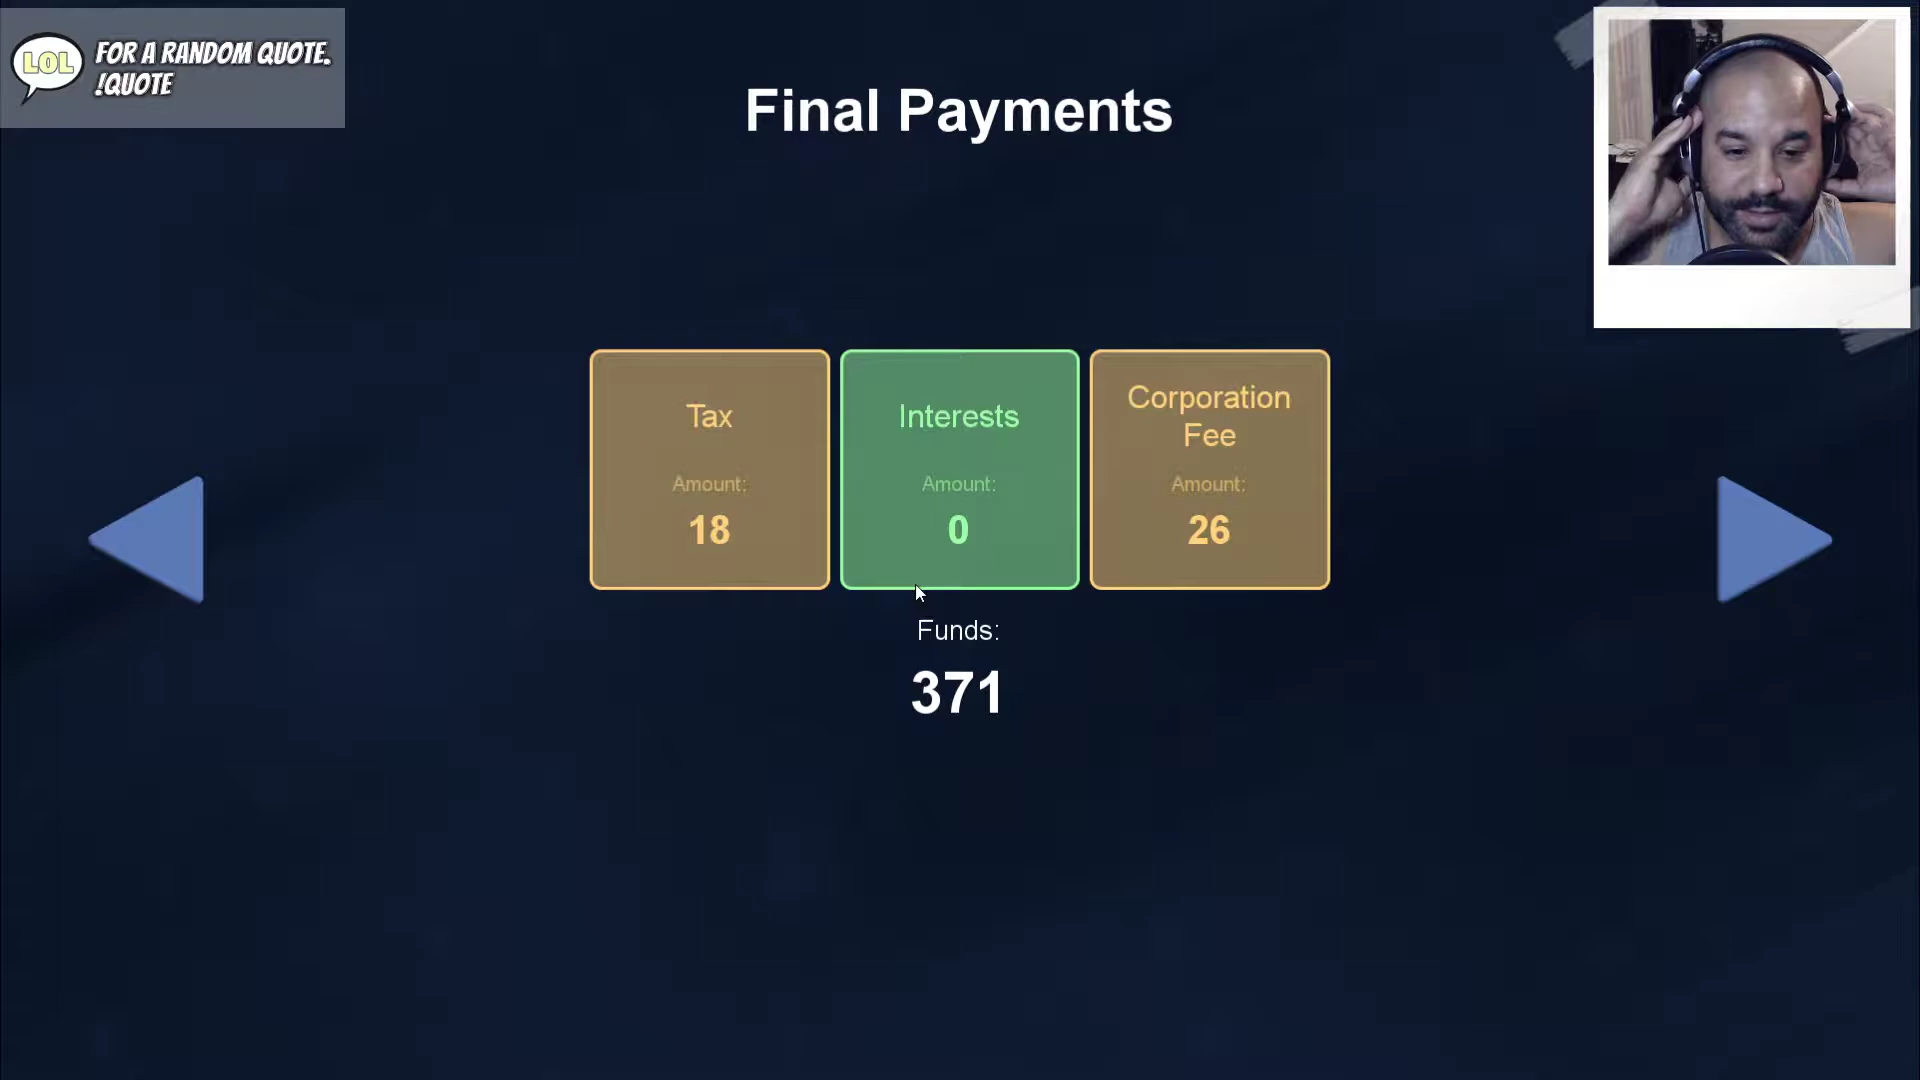 LOL
FOR A RANDOM QUOTE.
!QUOTE
Final Payments
Tax
Amount:
18
Interests
Amount:
0
Corporation
Fee
Amount:
26
Funds:
371